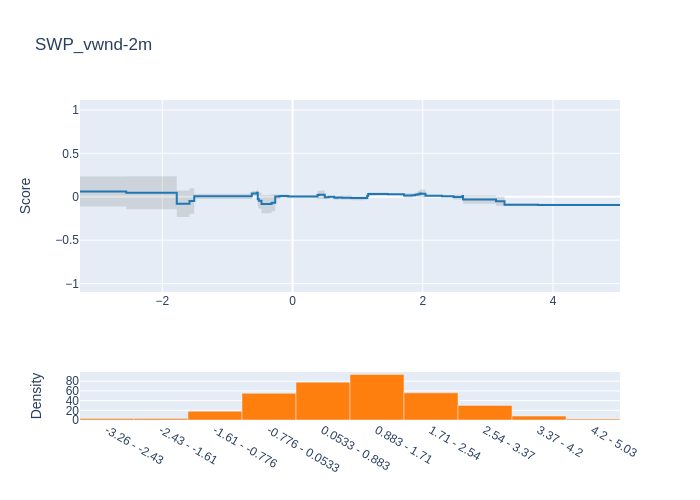 SWP_vwnd-2m
1
0.5
0
−0.5
−1
Score
−2
0
2
4
80
60
40
20
0
Density
-3.26 - -2.43
-2.43 - -1.61
-1.61 - -0.776
-0.776 - 0.0533
0.0533 - 0.883
0.883 - 1.71
1.71 - 2.54
2.54 - 3.37
3.37 - 4.2
4.2 - 5.03